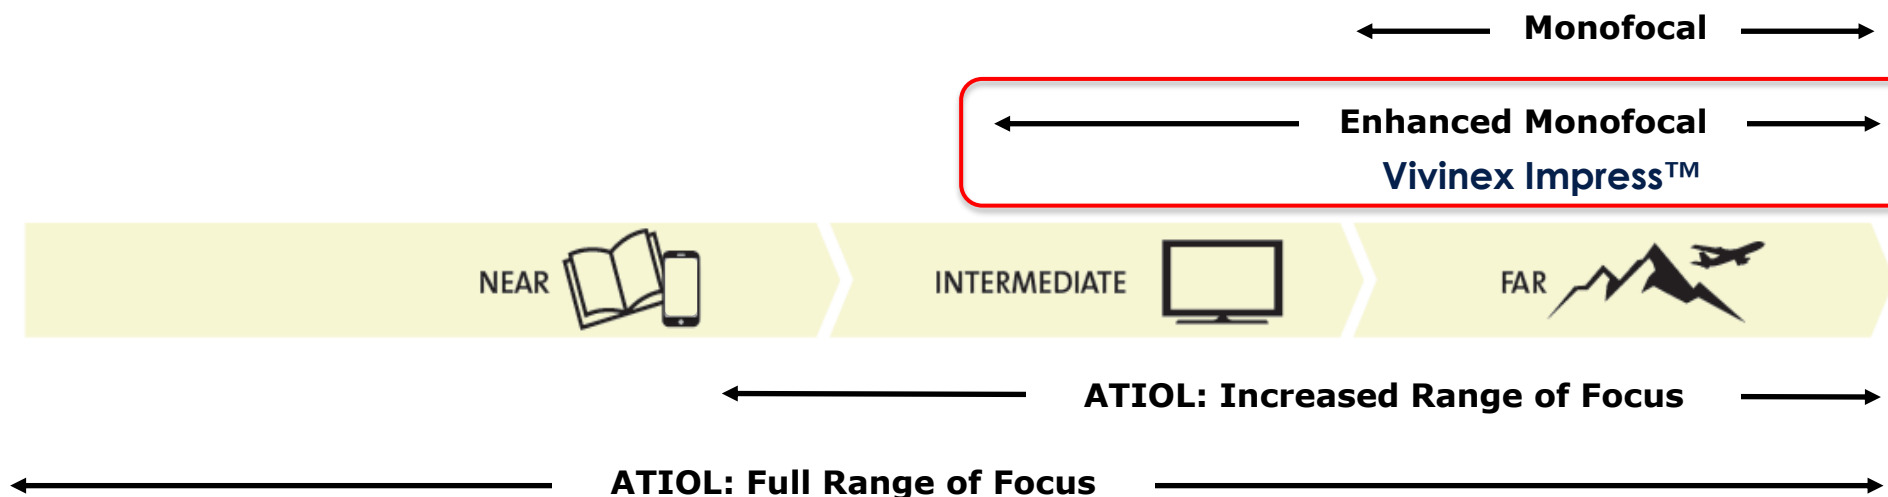 Monofocal
Enhanced Monofocal
Vivinex Impress™
NEAR
INTERMEDIATE
FAR
ATIOL: Increased Range of Focus
ATIOL: Full Range of Focus